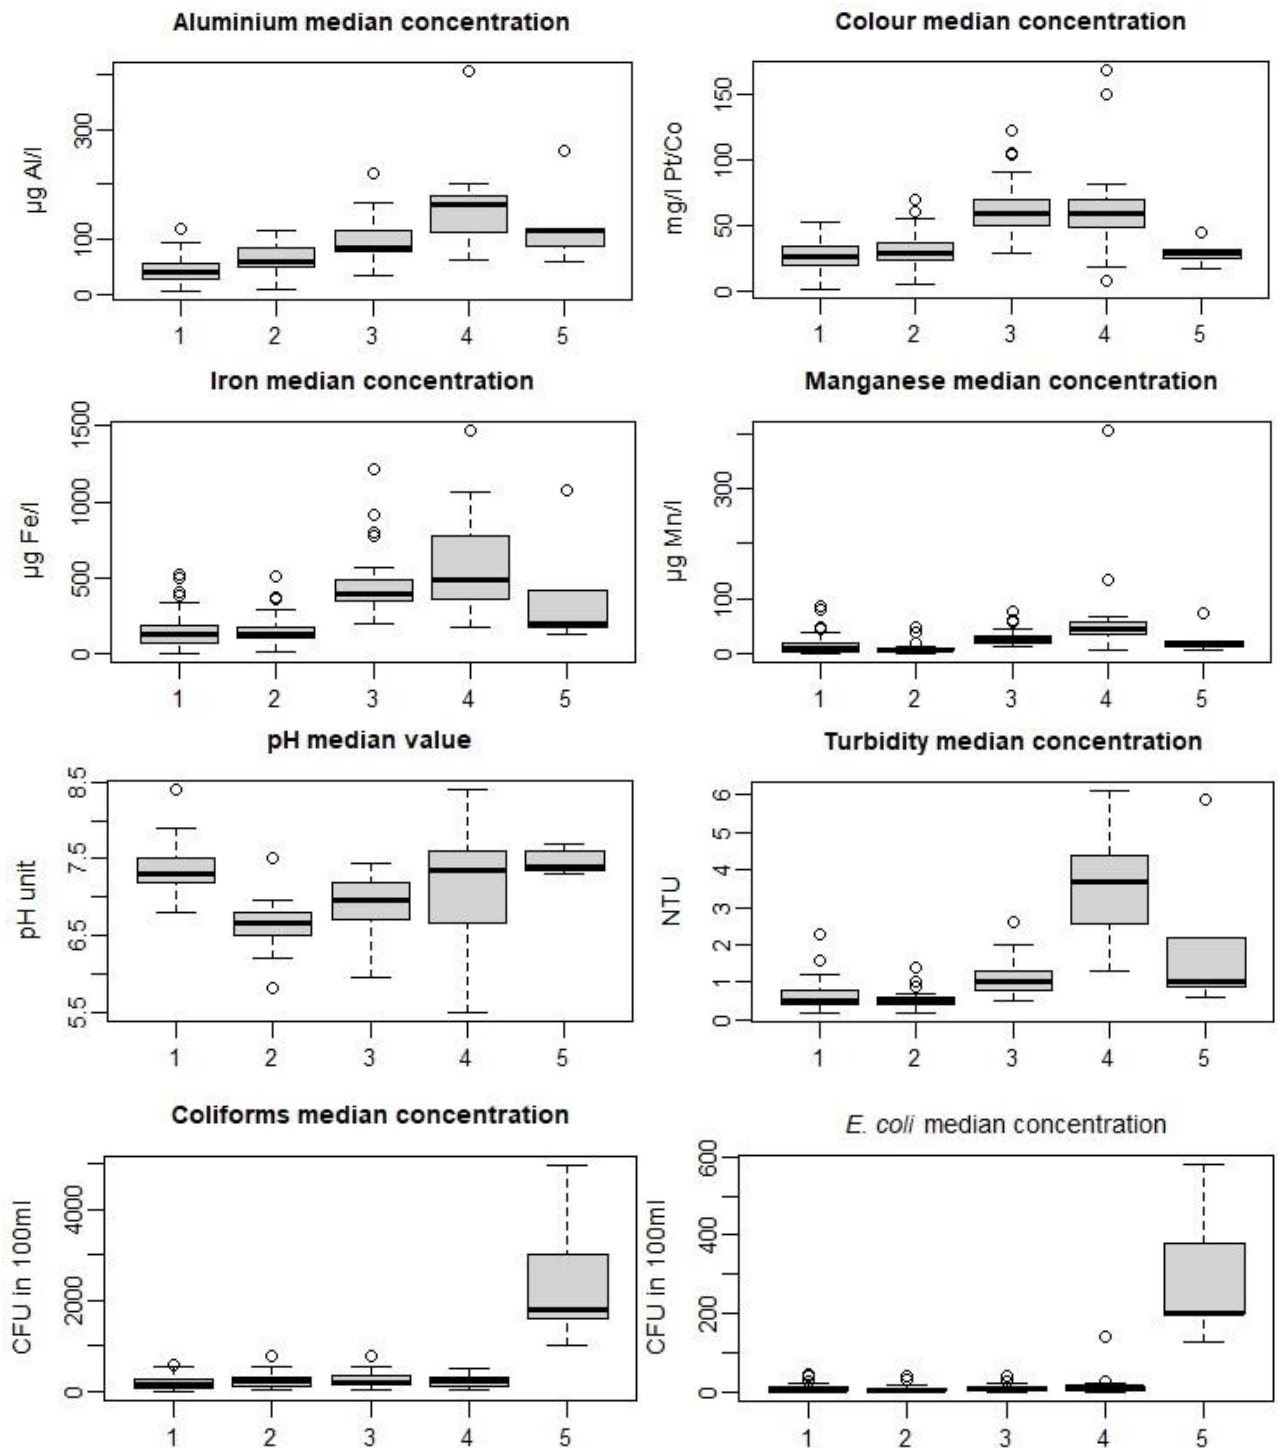 Aluminium median concentration
µg Al/l
300
100
0
1 2 3 4 5
Colour median concentration
mg/l Pt/Co
150
100
50
0
1 2 3 4 5
Iron median concentration
µg Fe/l
1500
1000
500
0
1 2 3 4 5
Manganese median concentration
µg Mn/l
300
100
0
1 2 3 4 5
pH median value
pH unit
8.5
7.5
6.5
5.5
1 2 3 4 5
Turbidity median concentration
NTU
6
5
4
3
2
1
0
1 2 3 4 5
Coliforms median concentration
CFU in 100ml
4000
2000
0
1 2 3 4 5
E. coli median concentration
CFU in 100ml
600
400
200
0
1 2 3 4 5